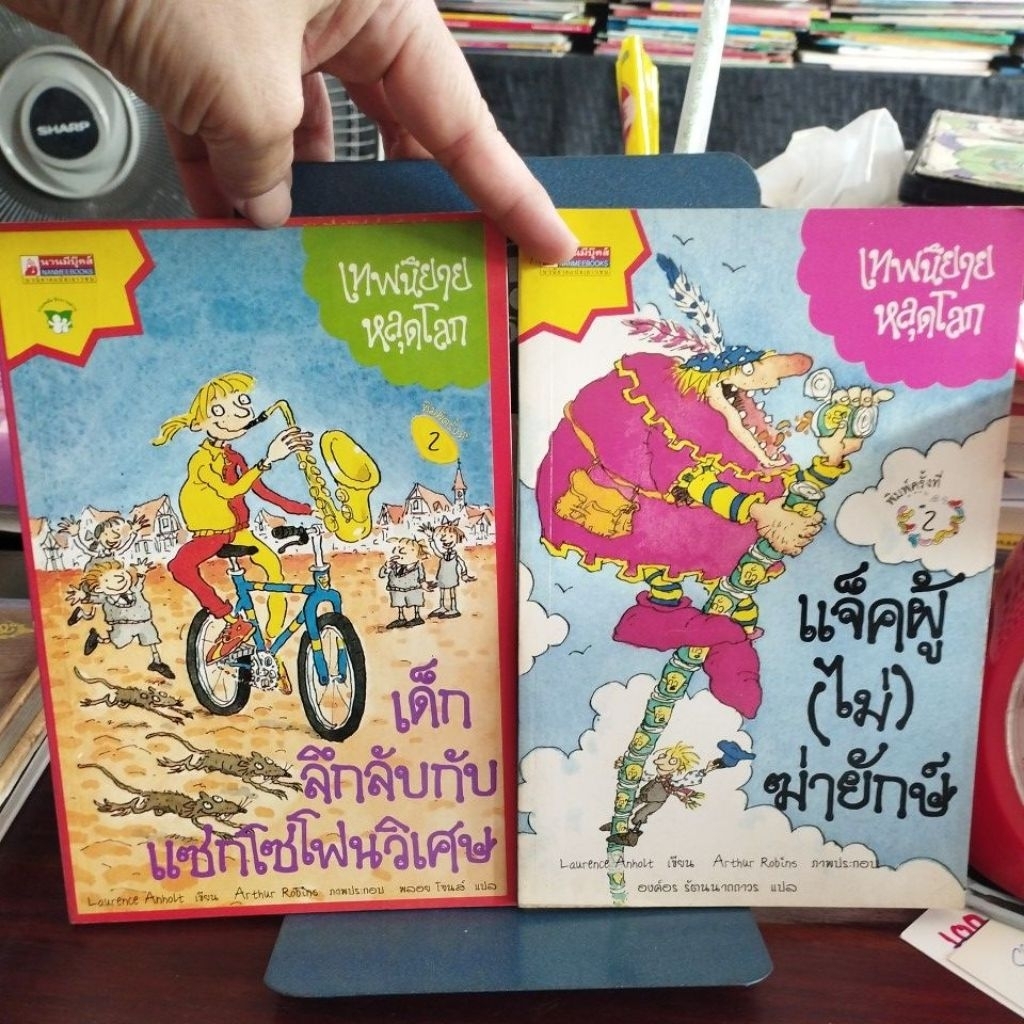 SHARP
นานมีบุ๊คส์
NANMEEBOOKS
เทพนิยาย
หลุดโลก
พิมพ์ครั้งที่
2
เด็ก
ลึกลับกับ
แซกโซโฟนวิเศษ
Laurence Anholt เขียน Arthur Robins ภาพประกอบ พลอย โจนส์ แปล
นานมีบุ๊คส์
NANMEEBOOKS
เทพนิยาย
หลุดโลก
พิมพ์ครั้งที่
2
แจ็คผู้
(ไม่)
ฆ่ายักษ์
Laurence Anholt เขียน Arthur Robins ภาพประกอบ
องค์อร รัตนนาถถาวร แปล